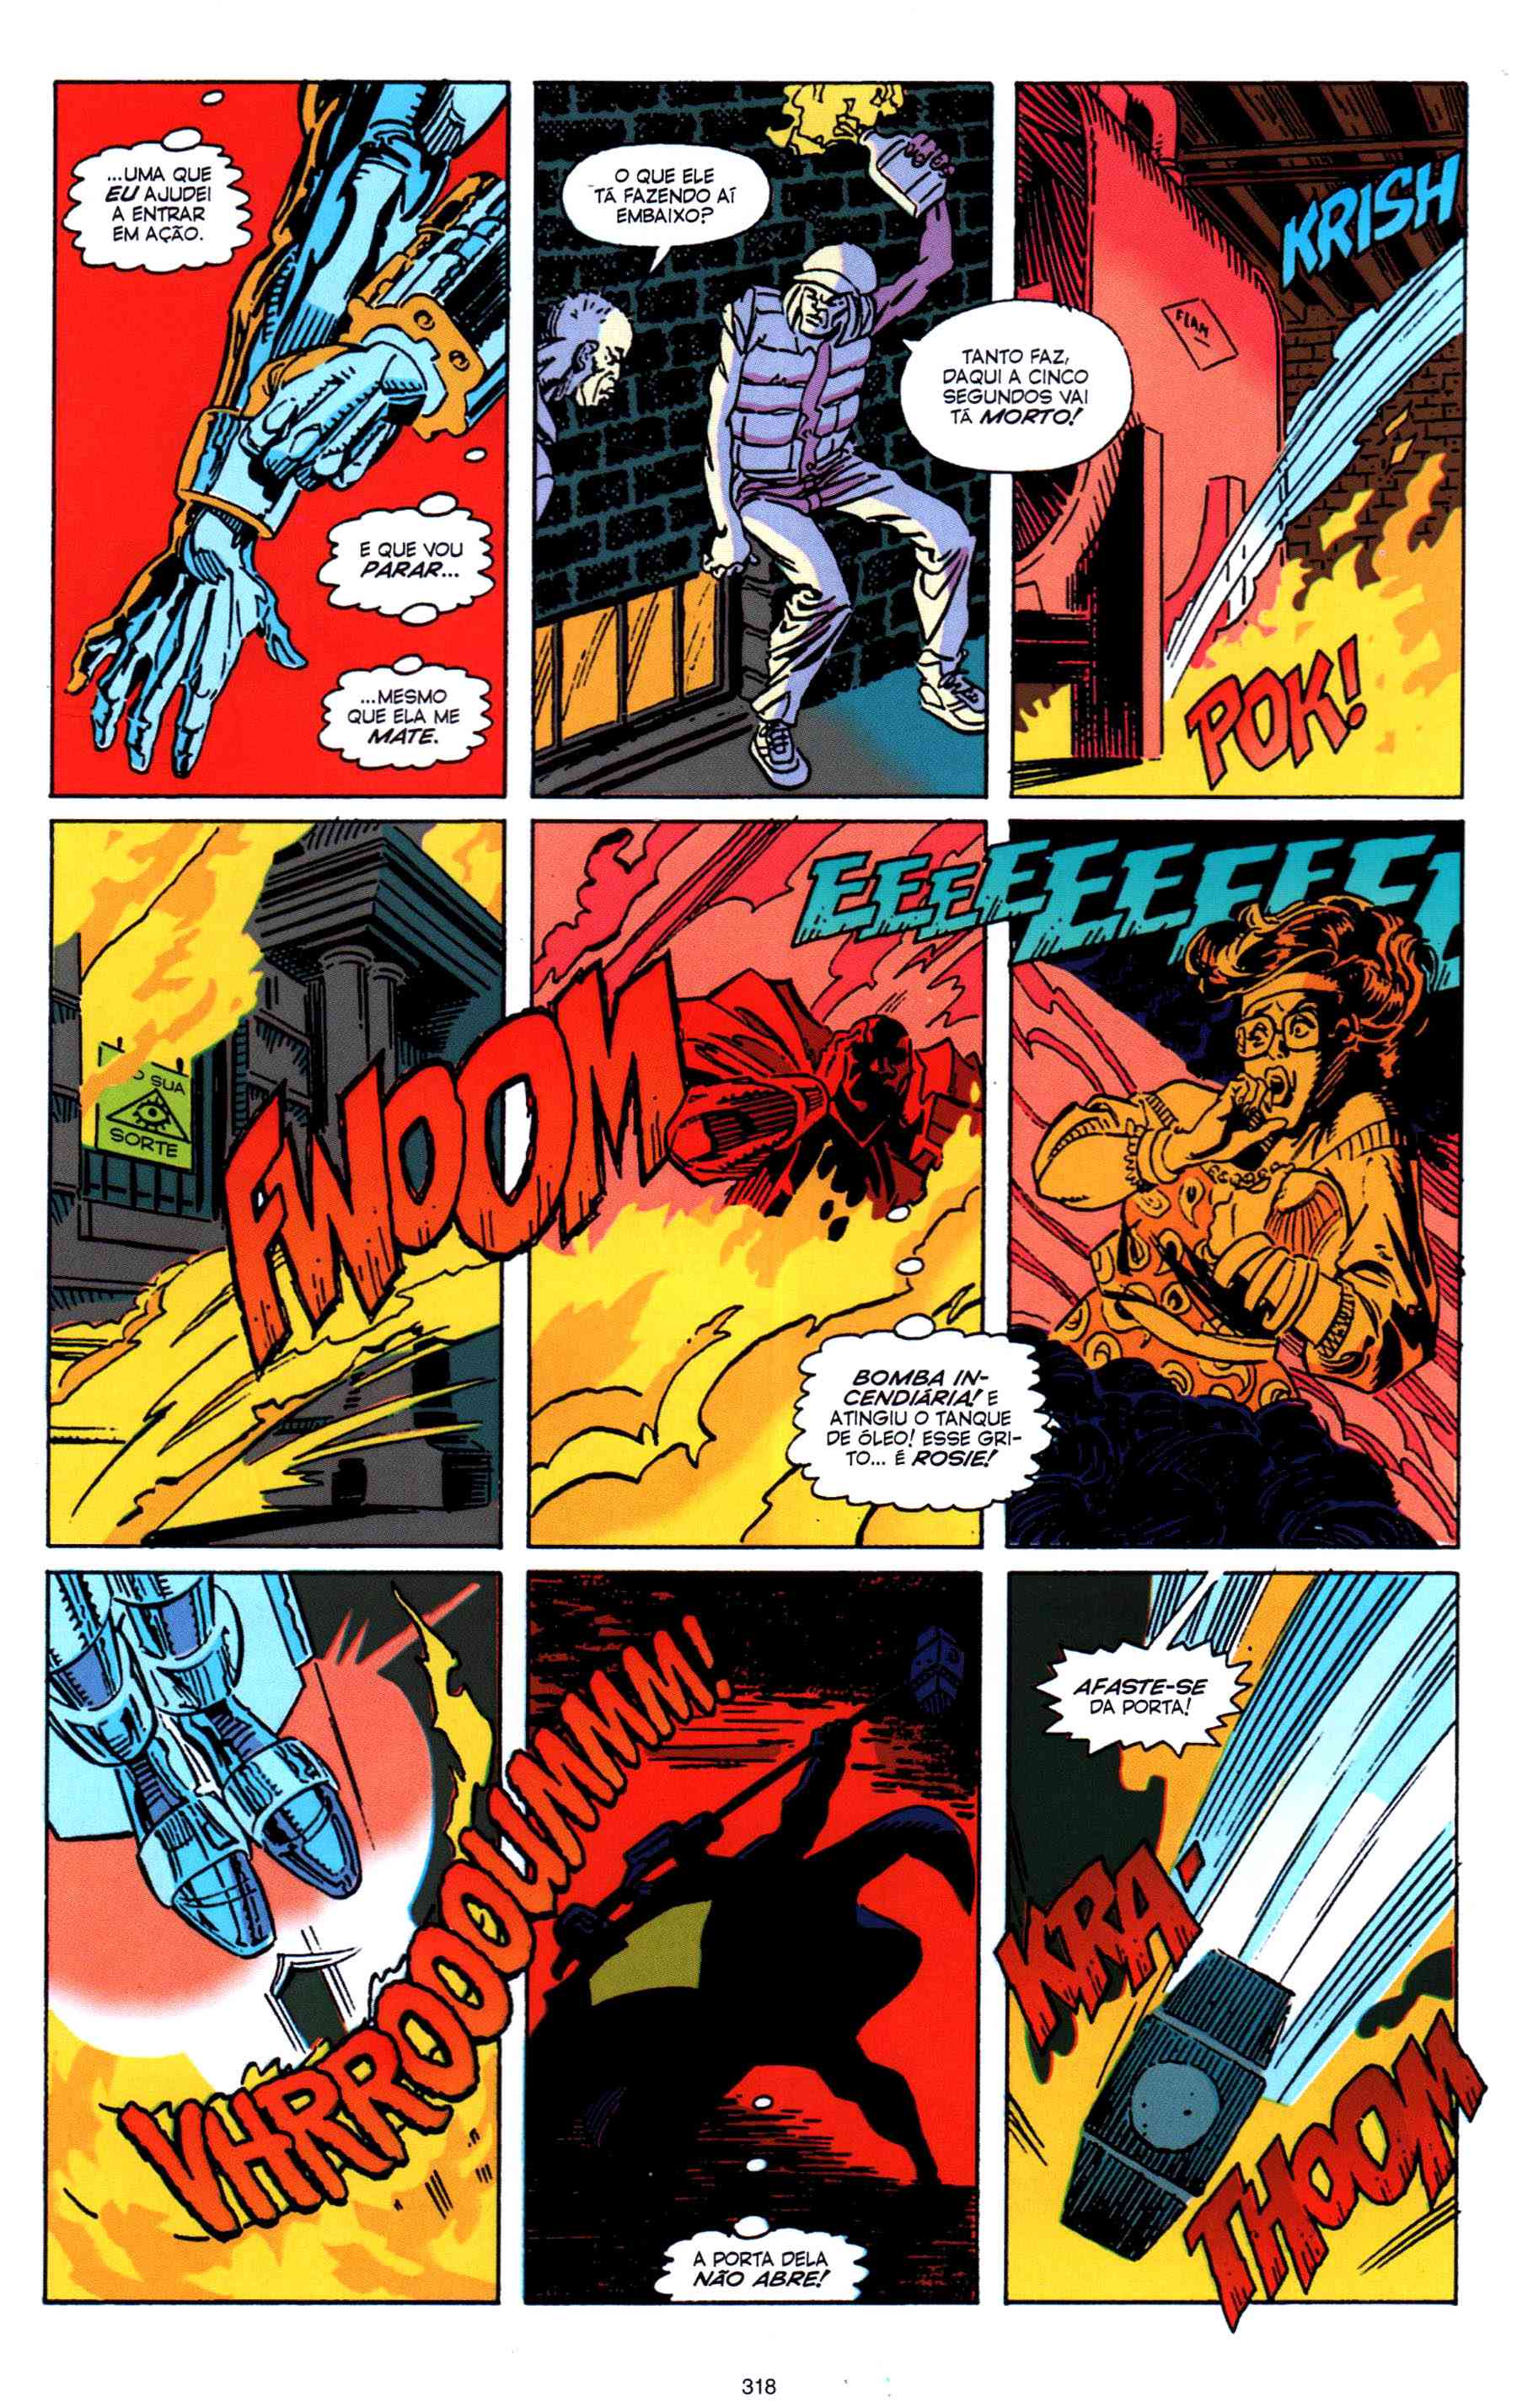 ...UMA QUE
EU AJUDEI
A ENTRAR
EM AÇÃO.
E QUE VOU
PARAR...
...MESMO
QUE ELA ME
MATE.
O QUE ELE
TÁ FAZENDO AÍ
EMBAIXO?
TANTO FAZ,
DAQUI A CINCO
SEGUNDOS VAI
TÁ MORTO!
FLAM
KRISH
POK!
O SUA
SORTE
FWOOM
EEEEEEEEEE
BOMBA IN-
CENDIÁRIA! E
ATINGIU O TANQUE
DE ÓLEO! ESSE GRI-
TO... É ROSIE!
VHRROOOOUMMM!
A PORTA DELA
NÃO ABRE!
AFASTE-SE
DA PORTA!
KRA-
THOOM
318